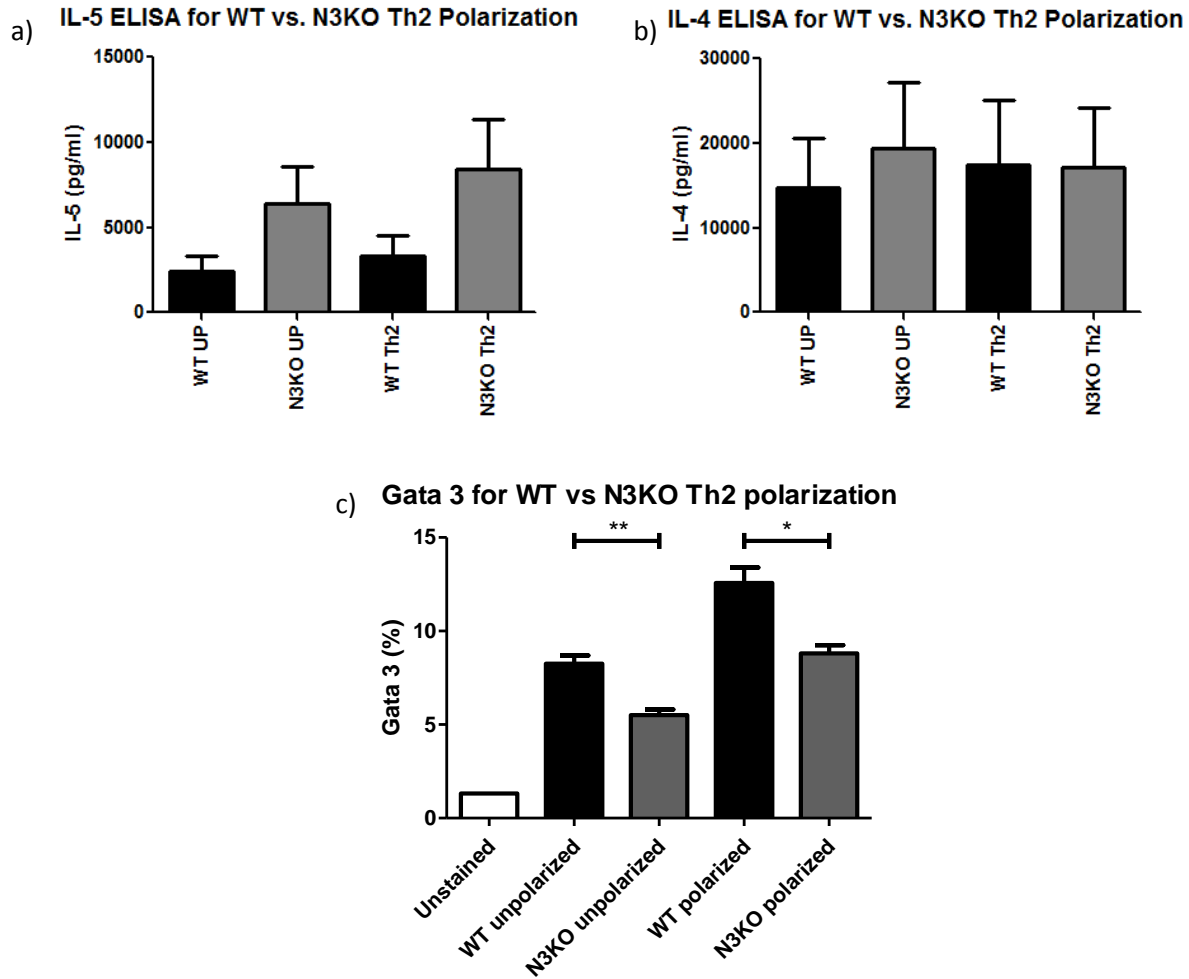 a) IL-5 ELISA for WT vs. N3KO Th2 Polarization
15000
10000
5000
0
IL-5 (pg/ml)
WT UP
N3KO UP
WT Th2
N3KO Th2
b) IL-4 ELISA for WT vs. N3KO Th2 Polarization
30000
20000
10000
0
IL-4 (pg/ml)
WT UP
N3KO UP
WT Th2
N3KO Th2
c) Gata 3 for WT vs N3KO Th2 polarization
** *
15
10
5
0
Gata 3 (%)
Unstained
WT unpolarized
N3KO unpolarized
WT polarized
N3KO polarized